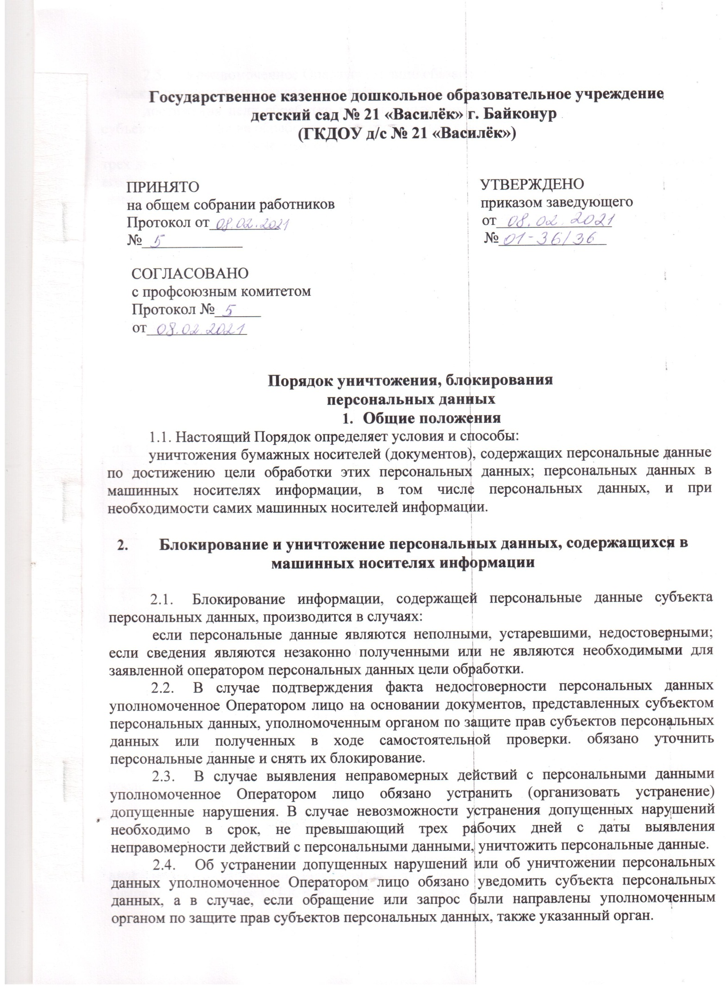 Государственное казенное дошкольное образовательное учреждение
детский сад № 21 «Василёк» г. Байконур
(ГКДОУ д/с № 21 «Василёк»)
ПРИНЯТО
на общем собрании работников
Протокол от 08.02.2021
№ 5
УТВЕРЖДЕНО
приказом заведующего
от 08.02.2021
№ 01-36/36
СОГЛАСОВАНО
с профсоюзным комитетом
Протокол № 5
от 08.02.2021
Порядок уничтожения, блокирования
персональных данных
1. Общие положения
1.1. Настоящий Порядок определяет условия и способы:
уничтожения бумажных носителей (документов), содержащих персональные данные
по достижению цели обработки этих персональных данных; персональных данных в
машинных носителях информации, в том числе персональных данных, и при
необходимости самих машинных носителей информации.
2. Блокирование и уничтожение персональных данных, содержащихся в
машинных носителях информации
2.1. Блокирование информации, содержащей персональные данные субъекта
персональных данных, производится в случаях:
если персональные данные являются неполными, устаревшими, недостоверными;
если сведения являются незаконно полученными или не являются необходимыми для
заявленной оператором персональных данных цели обработки.
2.2. В случае подтверждения факта недостоверности персональных данных
уполномоченное Оператором лицо на основании документов, представленных субъектом
персональных данных, уполномоченным органом по защите прав субъектов персональных
данных или полученных в ходе самостоятельной проверки. обязано уточнить
персональные данные и снять их блокирование.
2.3. В случае выявления неправомерных действий с персональными данными
уполномоченное Оператором лицо обязано устранить (организовать устранение)
допущенные нарушения. В случае невозможности устранения допущенных нарушений
необходимо в срок, не превышающий трех рабочих дней с даты выявления
неправомерности действий с персональными данными, уничтожить персональные данные.
2.4. Об устранении допущенных нарушений или об уничтожении персональных
данных уполномоченное Оператором лицо обязано уведомить субъекта персональных
данных, а в случае, если обращение или запрос были направлены уполномоченным
органом по защите прав субъектов персональных данных, также указанный орган.